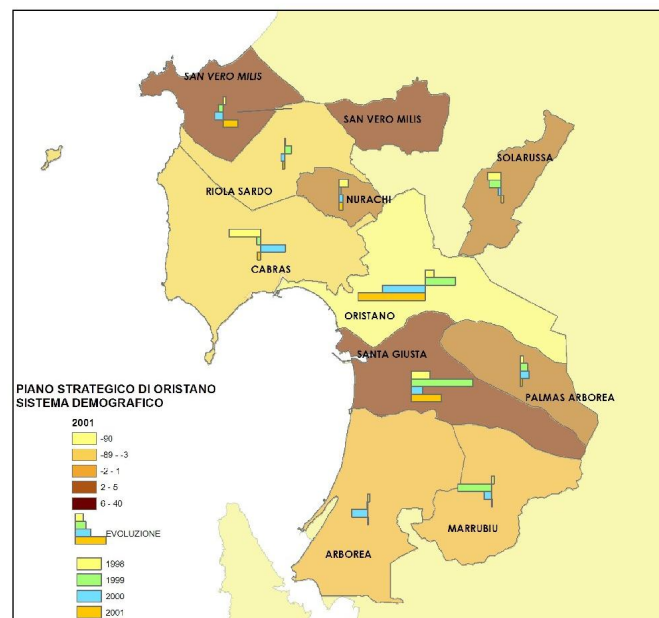 SAN VERO MILIS
SAN VERO MILIS
SOLARUSSA
RIOLA SARDO
NURACHI
CABRAS
ORISTANO
SANTA GIUSTA
PALMAS ARBOREA
MARRUBIU
ARBOREA
PIANO STRATEGICO DI ORISTANO
SISTEMA DEMOGRAFICO
2001
-90
-89 - -3
-2 - 1
2 - 5
6 - 40
EVOLUZIONE
1998
1999
2000
2001